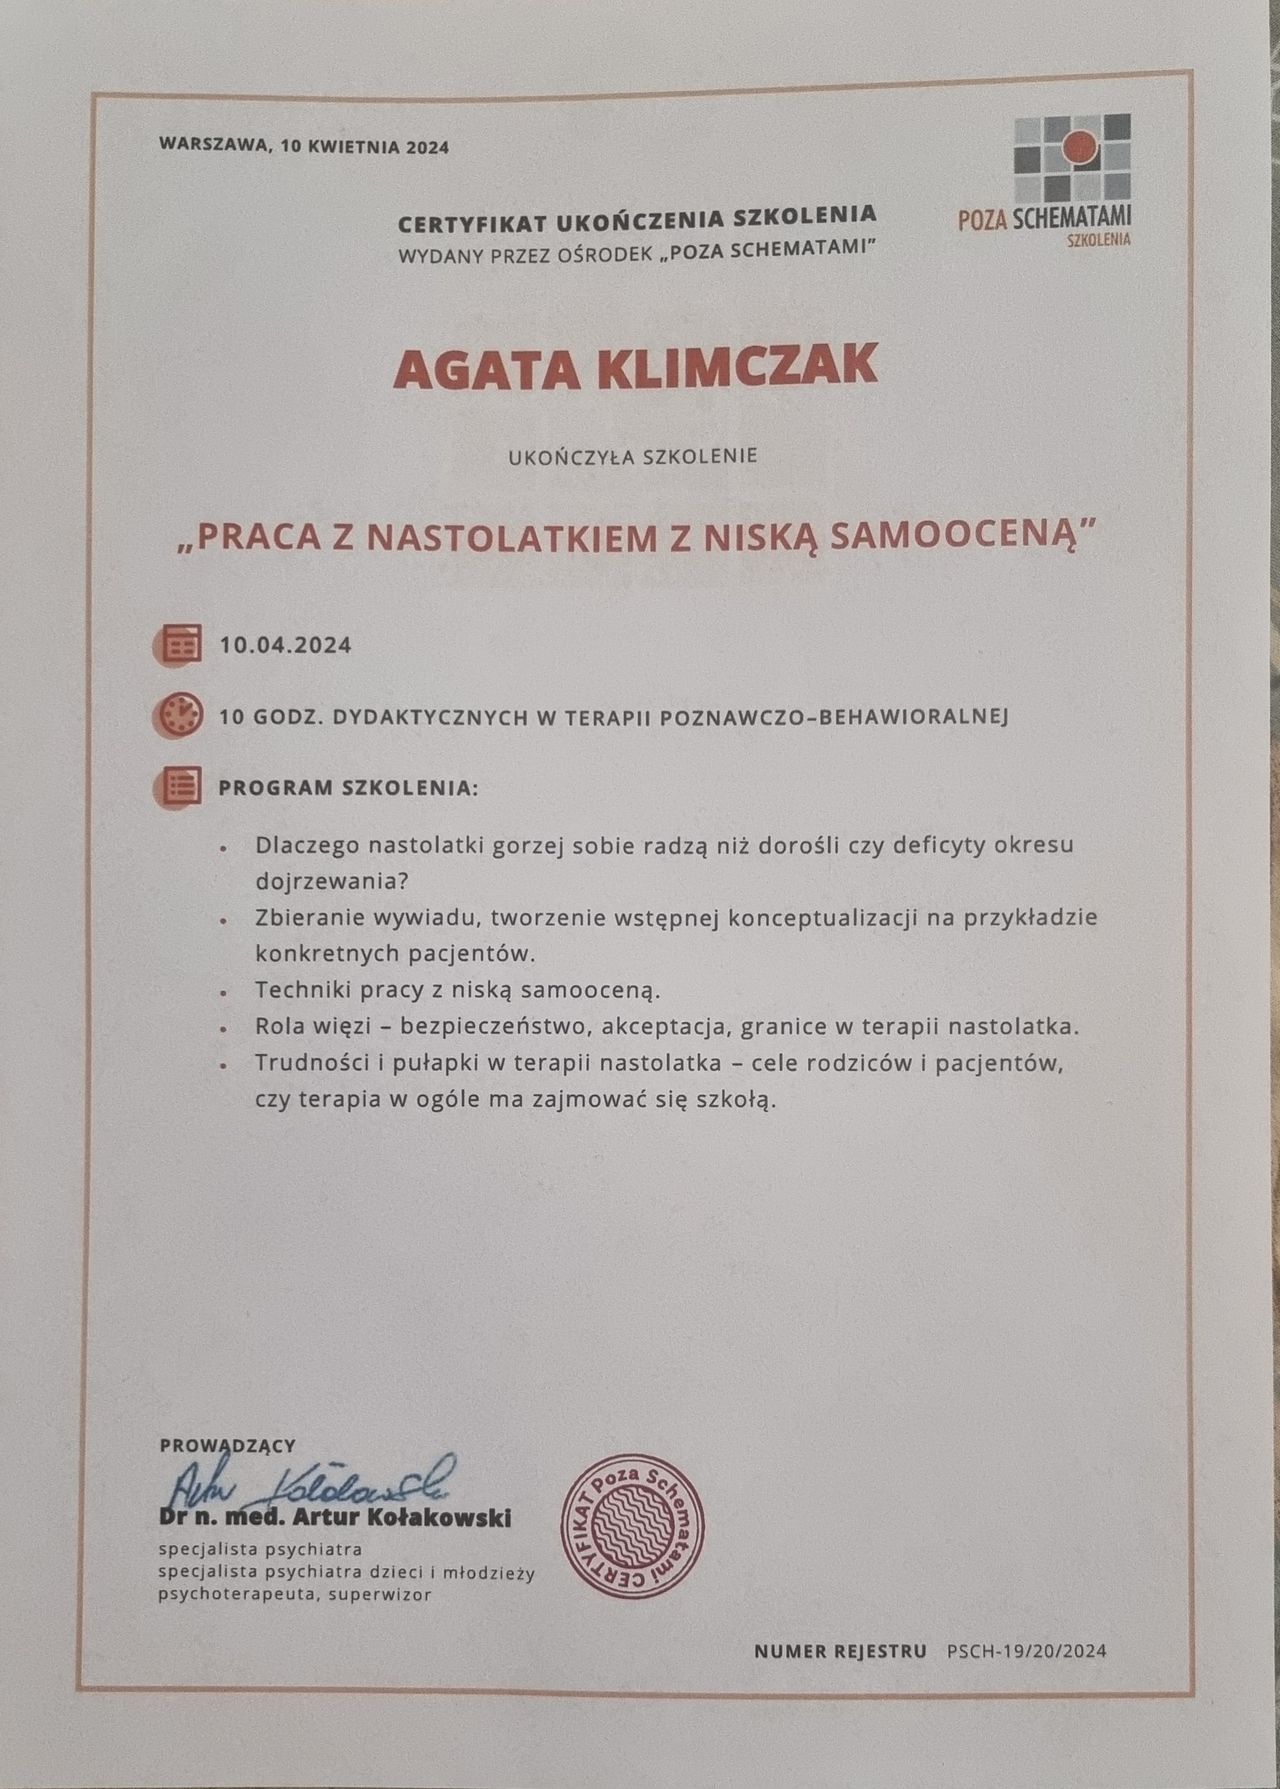 WARSZAWA, 10 KWIETNIA 2024
POZA SCHEMATAMI
SZKOLENIA
CERTYFIKAT UKOŃCZENIA SZKOLENIA
WYDANY PRZEZ OŚRODEK „POZA SCHEMATAMI”
AGATA KLIMCZAK
UKOŃCZYŁA SZKOLENIE
„PRACA Z NASTOLATKIEM Z NISKĄ SAMOOCENĄ”
10.04.2024
10 GODZ. DYDAKTYCZNYCH W TERAPII POZNAWCZO–BEHAWIORALNEJ
PROGRAM SZKOLENIA:
• Dlaczego nastolatki gorzej sobie radzą niż dorośli czy deficyty okresu
dojrzewania?
• Zbieranie wywiadu, tworzenie wstępnej konceptualizacji na przykładzie
konkretnych pacjentów.
• Techniki pracy z niską samooceną.
• Rola więzi – bezpieczeństwo, akceptacja, granice w terapii nastolatka.
• Trudności i pułapki w terapii nastolatka – cele rodziców i pacjentów,
czy terapia w ogóle ma zajmować się szkołą.
PROWADZĄCY
Artur Kołakowski
Dr n. med. Artur Kołakowski
specjalista psychiatra
specjalista psychiatra dzieci i młodzieży
psychoterapeuta, superwizor
CERTYFIKAT Poza Schematami
NUMER REJESTRU PSCH-19/20/2024